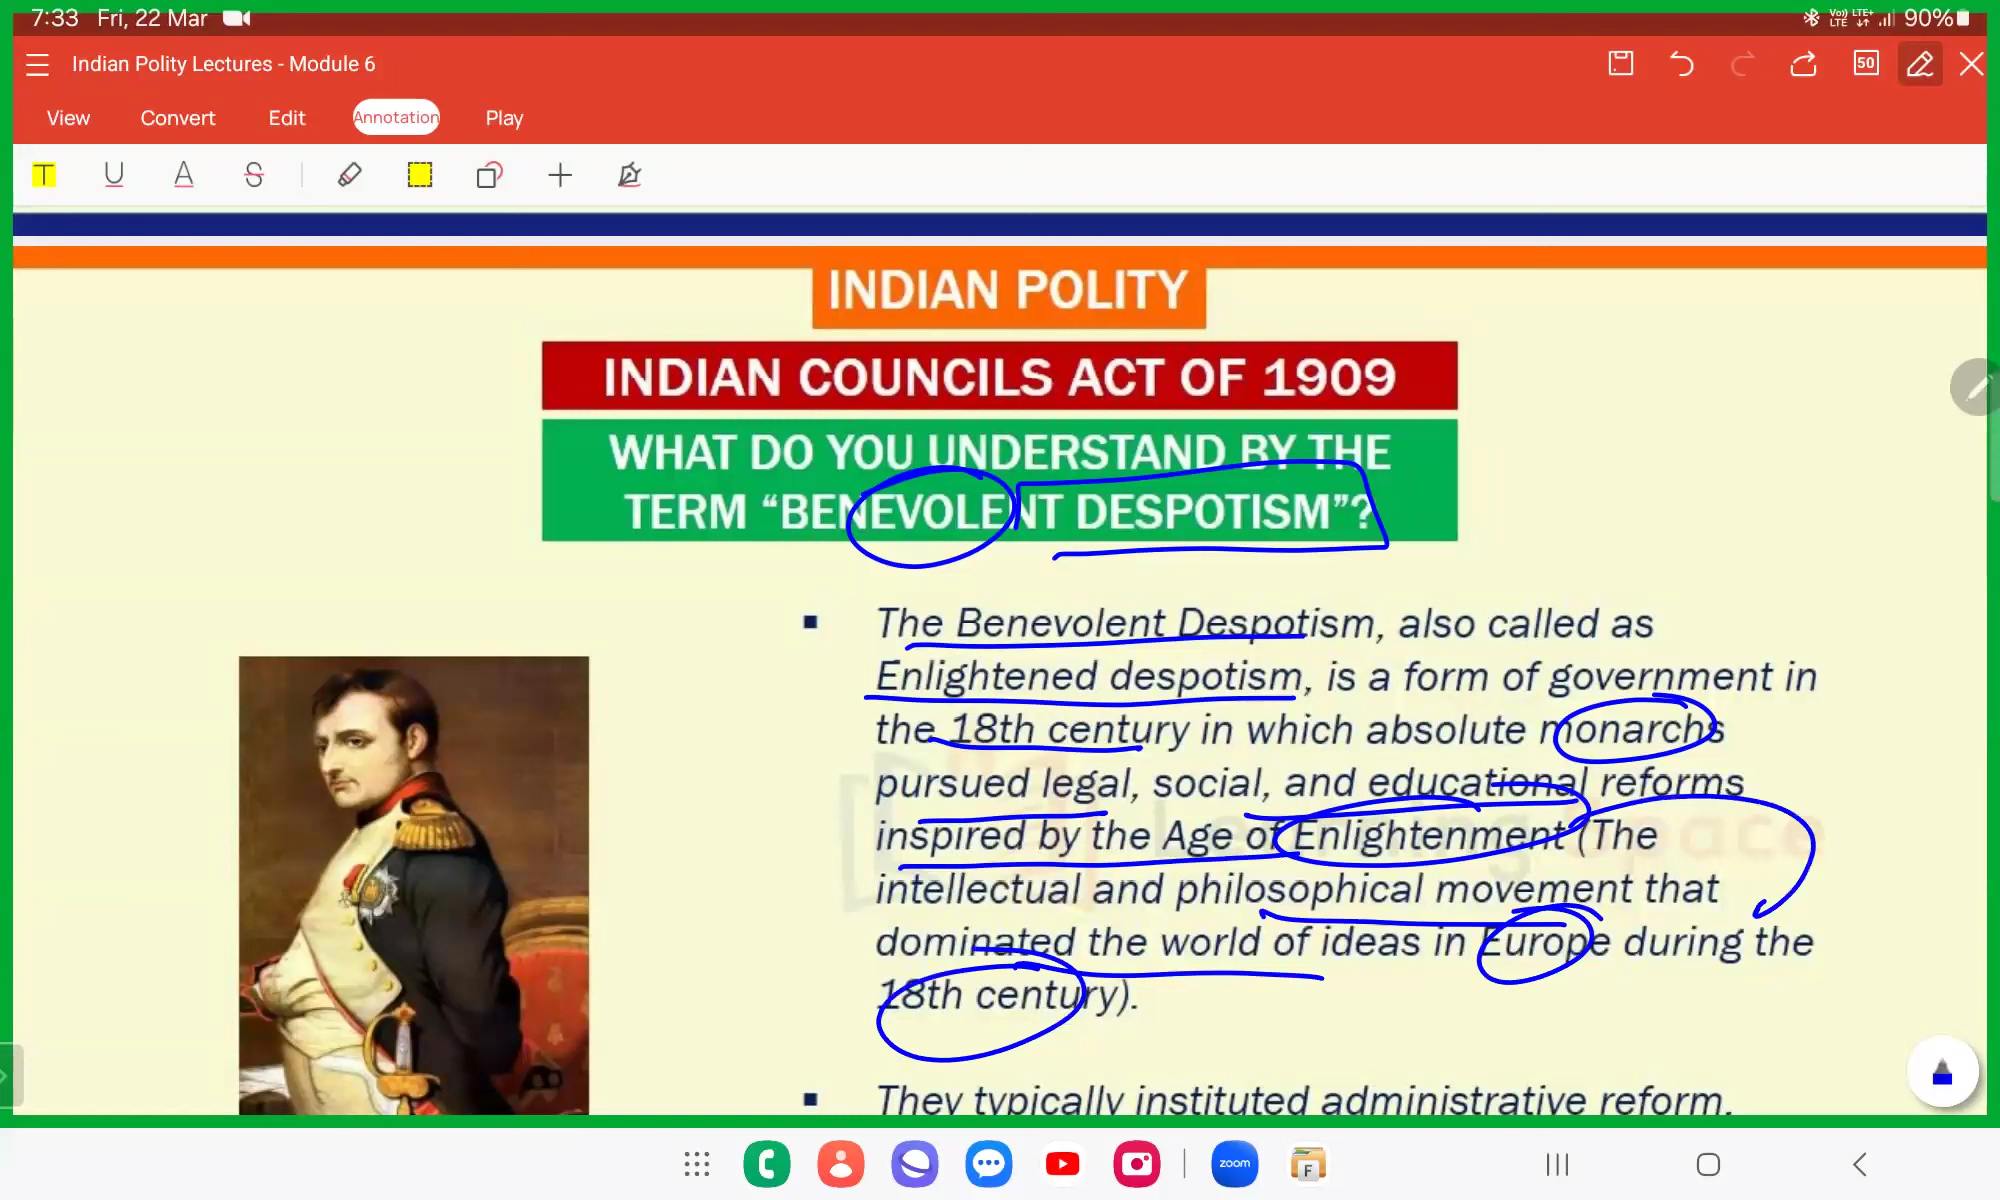 7:33 Fri, 22 Mar
Vo)) LTE LTE+ 90%
Indian Polity Lectures - Module 6
50
View Convert Edit Annotation Play
T U A S
INDIAN POLITY
INDIAN COUNCILS ACT OF 1909
WHAT DO YOU UNDERSTAND BY THE
TERM “BENEVOLENT DESPOTISM”?
▪ The Benevolent Despotism, also called as
Enlightened despotism, is a form of government in
the 18th century in which absolute monarchs
pursued legal, social, and educational reforms
inspired by the Age of Enlightenment (The
intellectual and philosophical movement that
dominated the world of ideas in Europe during the
18th century).
▪ They typically instituted administrative reform,
zoom
F